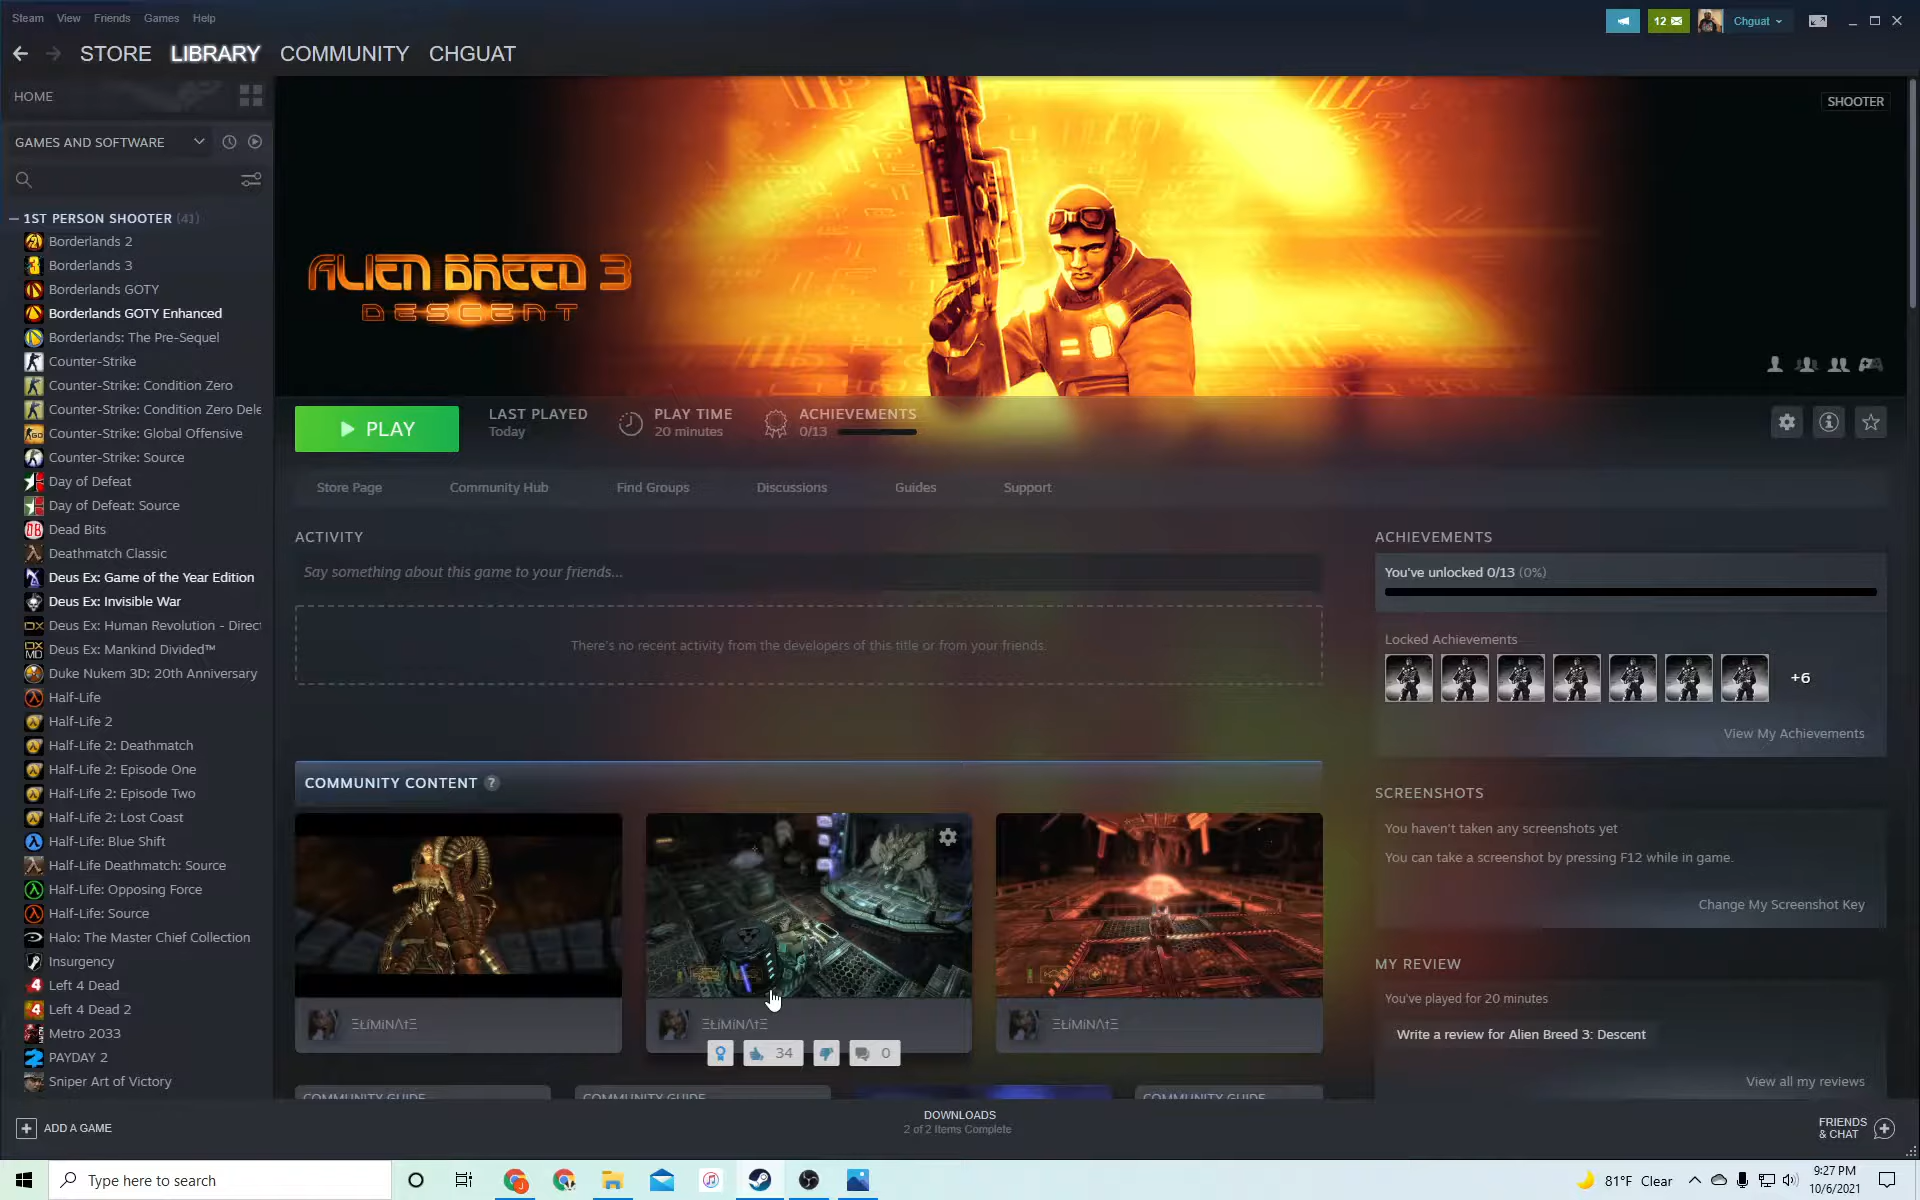 Steam View Friends Games Help
12
Chguat
STORE LIBRARY COMMUNITY CHGUAT
HOME
SHOOTER
GAMES AND SOFTWARE
1ST PERSON SHOOTER (41)
Borderlands 2
Borderlands 3
Borderlands GOTY
Borderlands GOTY Enhanced
Borderlands: The Pre-Sequel
Counter-Strike
Counter-Strike: Condition Zero
Counter-Strike: Condition Zero Dele
Counter-Strike: Global Offensive
Counter-Strike: Source
Day of Defeat
Day of Defeat: Source
Dead Bits
Deathmatch Classic
Deus Ex: Game of the Year Edition
Deus Ex: Invisible War
Deus Ex: Human Revolution - Direct
Deus Ex: Mankind Divided™
Duke Nukem 3D: 20th Anniversary
Half-Life
Half-Life 2
Half-Life 2: Deathmatch
Half-Life 2: Episode One
Half-Life 2: Episode Two
Half-Life 2: Lost Coast
Half-Life: Blue Shift
Half-Life Deathmatch: Source
Half-Life: Opposing Force
Half-Life: Source
Halo: The Master Chief Collection
Insurgency
Left 4 Dead
Left 4 Dead 2
Metro 2033
PAYDAY 2
Sniper Art of Victory
ADD A GAME
ALIEN BREED 3
DESCENT
PLAY
LAST PLAYED
Today
PLAY TIME
20 minutes
ACHIEVEMENTS
0/13
Store Page Community Hub Find Groups Discussions Guides Support
ACTIVITY
Say something about this game to your friends...
There's no recent activity from the developers of this title or from your friends.
COMMUNITY CONTENT ?
34
0
COMMUNITY GUIDE
COMMUNITY GUIDE
COMMUNITY GUIDE
ACHIEVEMENTS
You've unlocked 0/13 (0%)
Locked Achievements
+6
View My Achievements
SCREENSHOTS
You haven't taken any screenshots yet
You can take a screenshot by pressing F12 while in game.
Change My Screenshot Key
MY REVIEW
You've played for 20 minutes
Write a review for Alien Breed 3: Descent
View all my reviews
DOWNLOADS
2 of 2 Items Complete
FRIENDS
& CHAT
Type here to search
81°F Clear
9:27 PM
10/6/2021